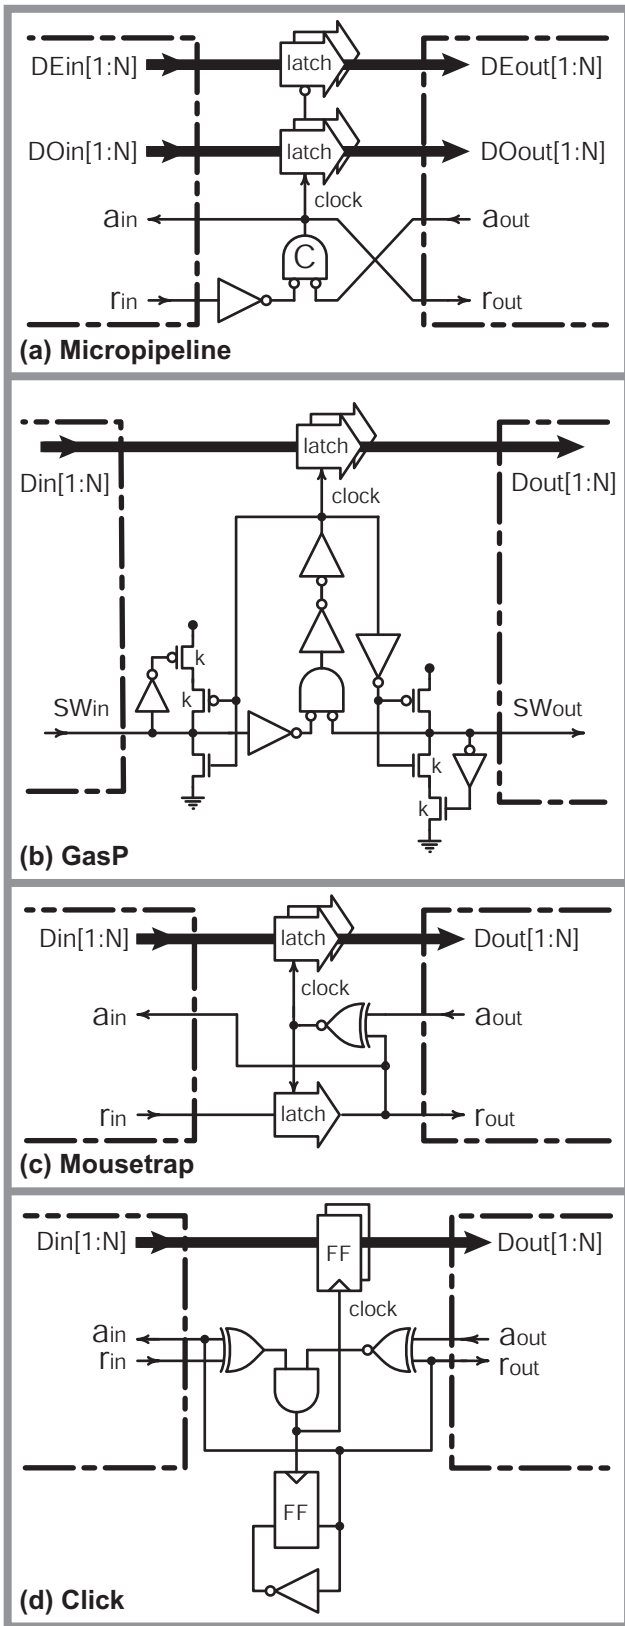 DEin[1:N] latch DEout[1:N]
DOin[1:N] latch DOout[1:N]
clock
ain aout
C
rin rout
(a) Micropipeline
latch
Din[1:N] clock Dout[1:N]
k
k
SWin SWout
k
k
(b) GasP
Din[1:N] latch Dout[1:N]
clock
ain aout
rin latch rout
(c) Mousetrap
Din[1:N] FF Dout[1:N]
clock
ain aout
rin rout
FF
(d) Click